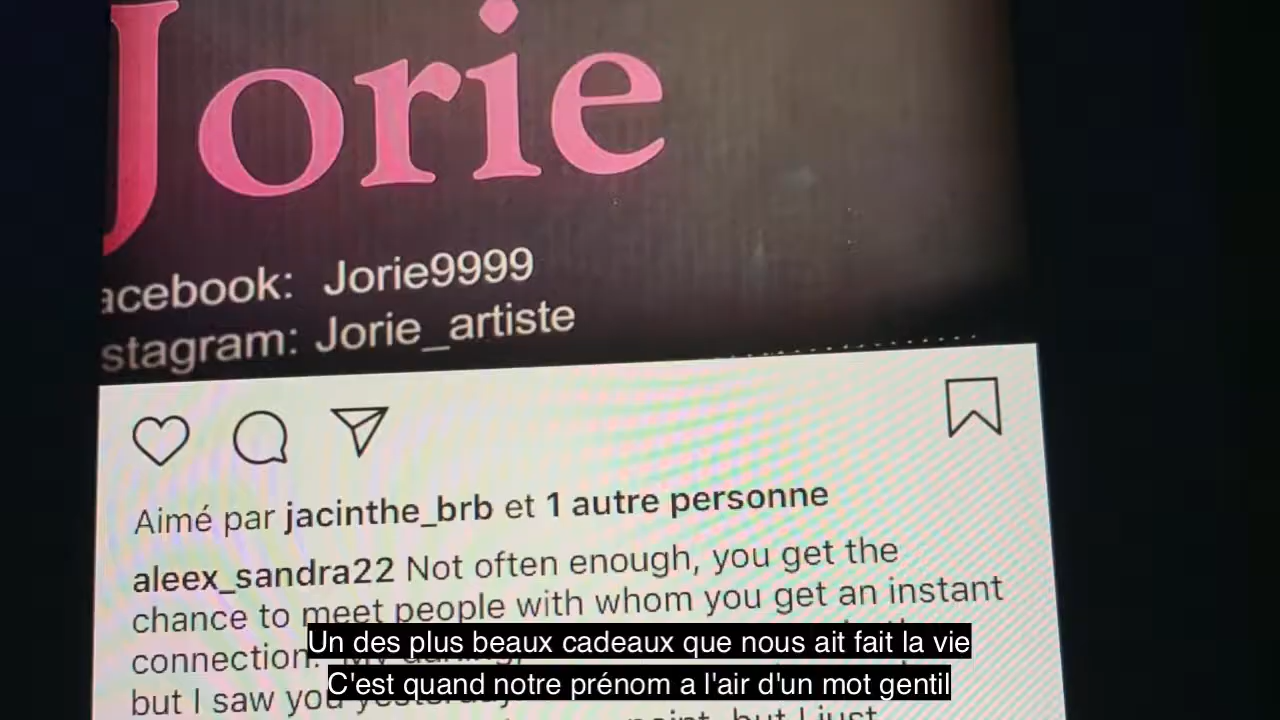 Jorie
acebook: Jorie9999
stagram: Jorie_artiste
Aimé par jacinthe_brb et 1 autre personne
aleex_sandra22 Not often enough, you get the
chance to meet people with whom you get an instant
connection.
Un des plus beaux cadeaux que nous ait fait la vie
but I saw you
C'est quand notre prénom a l'air d'un mot gentil
but I just